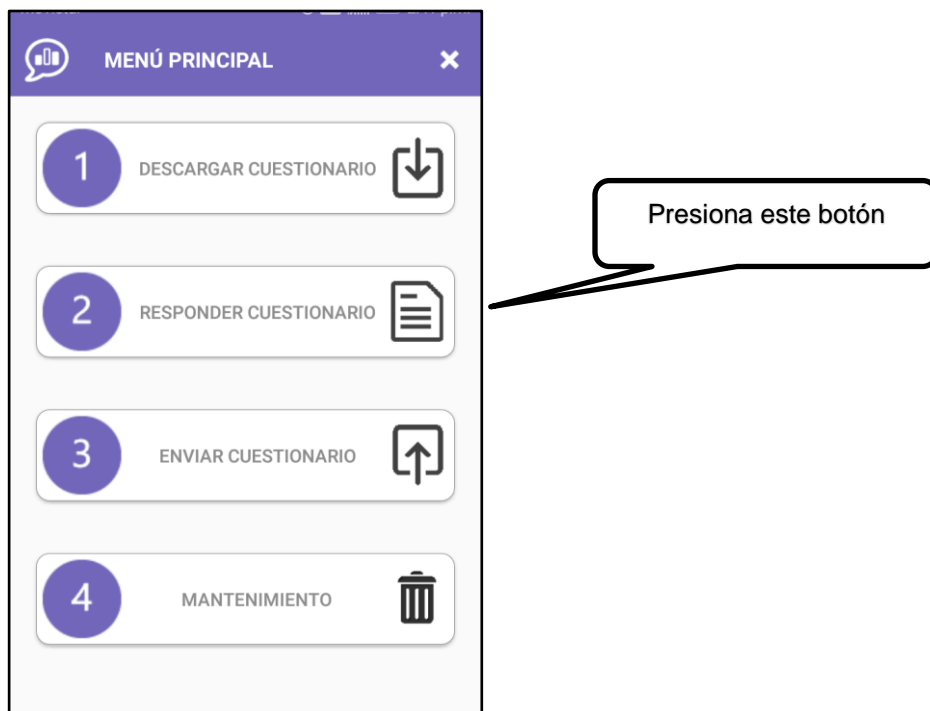 MENÚ PRINCIPAL
1 DESCARGAR CUESTIONARIO
Presiona este botón
2 RESPONDER CUESTIONARIO
3 ENVIAR CUESTIONARIO
4 MANTENIMIENTO